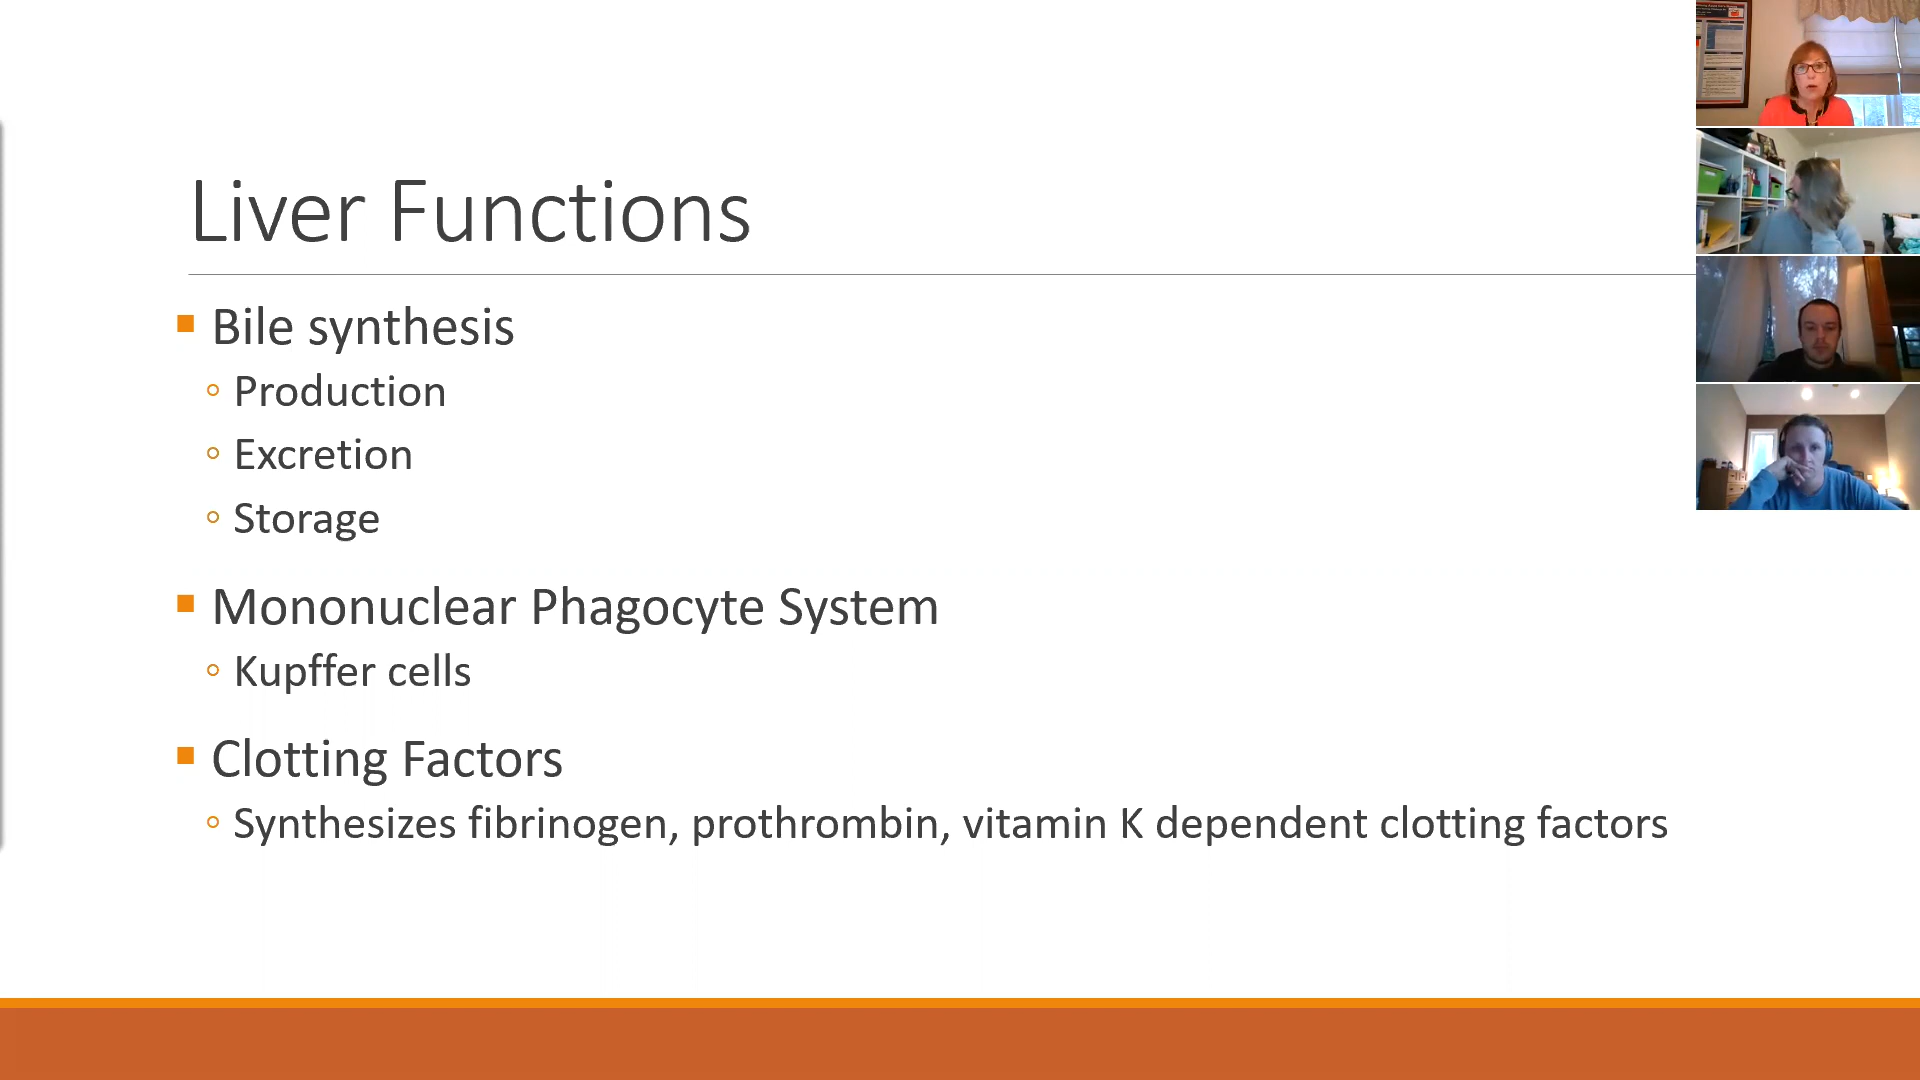 Liver Functions
Bile synthesis
Production
Excretion
Storage
Mononuclear Phagocyte System
Kupffer cells
Clotting Factors
Synthesizes fibrinogen, prothrombin, vitamin K dependent clotting factors